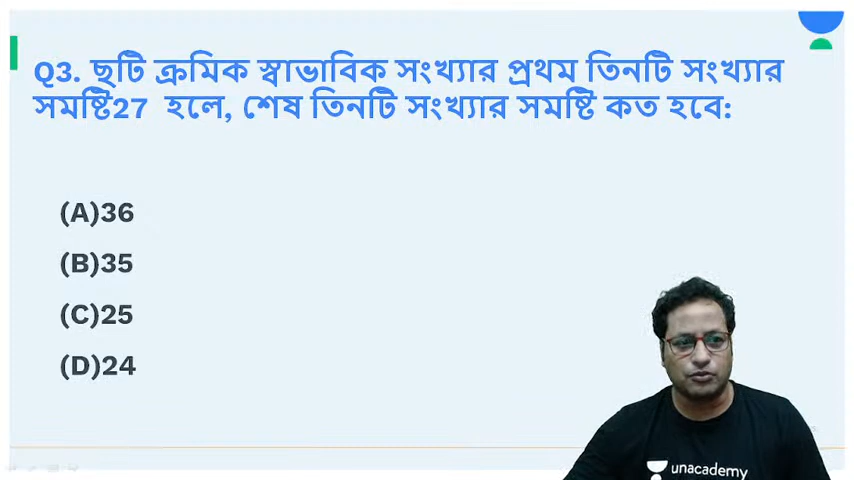 Q3. ছটি ক্রমিক স্বাভাবিক সংখ্যার প্রথম তিনটি সংখ্যার
সমষ্টি27 হলে, শেষ তিনটি সংখ্যার সমষ্টি কত হবে:
(A)36
(B)35
(C)25
(D)24
unacademy